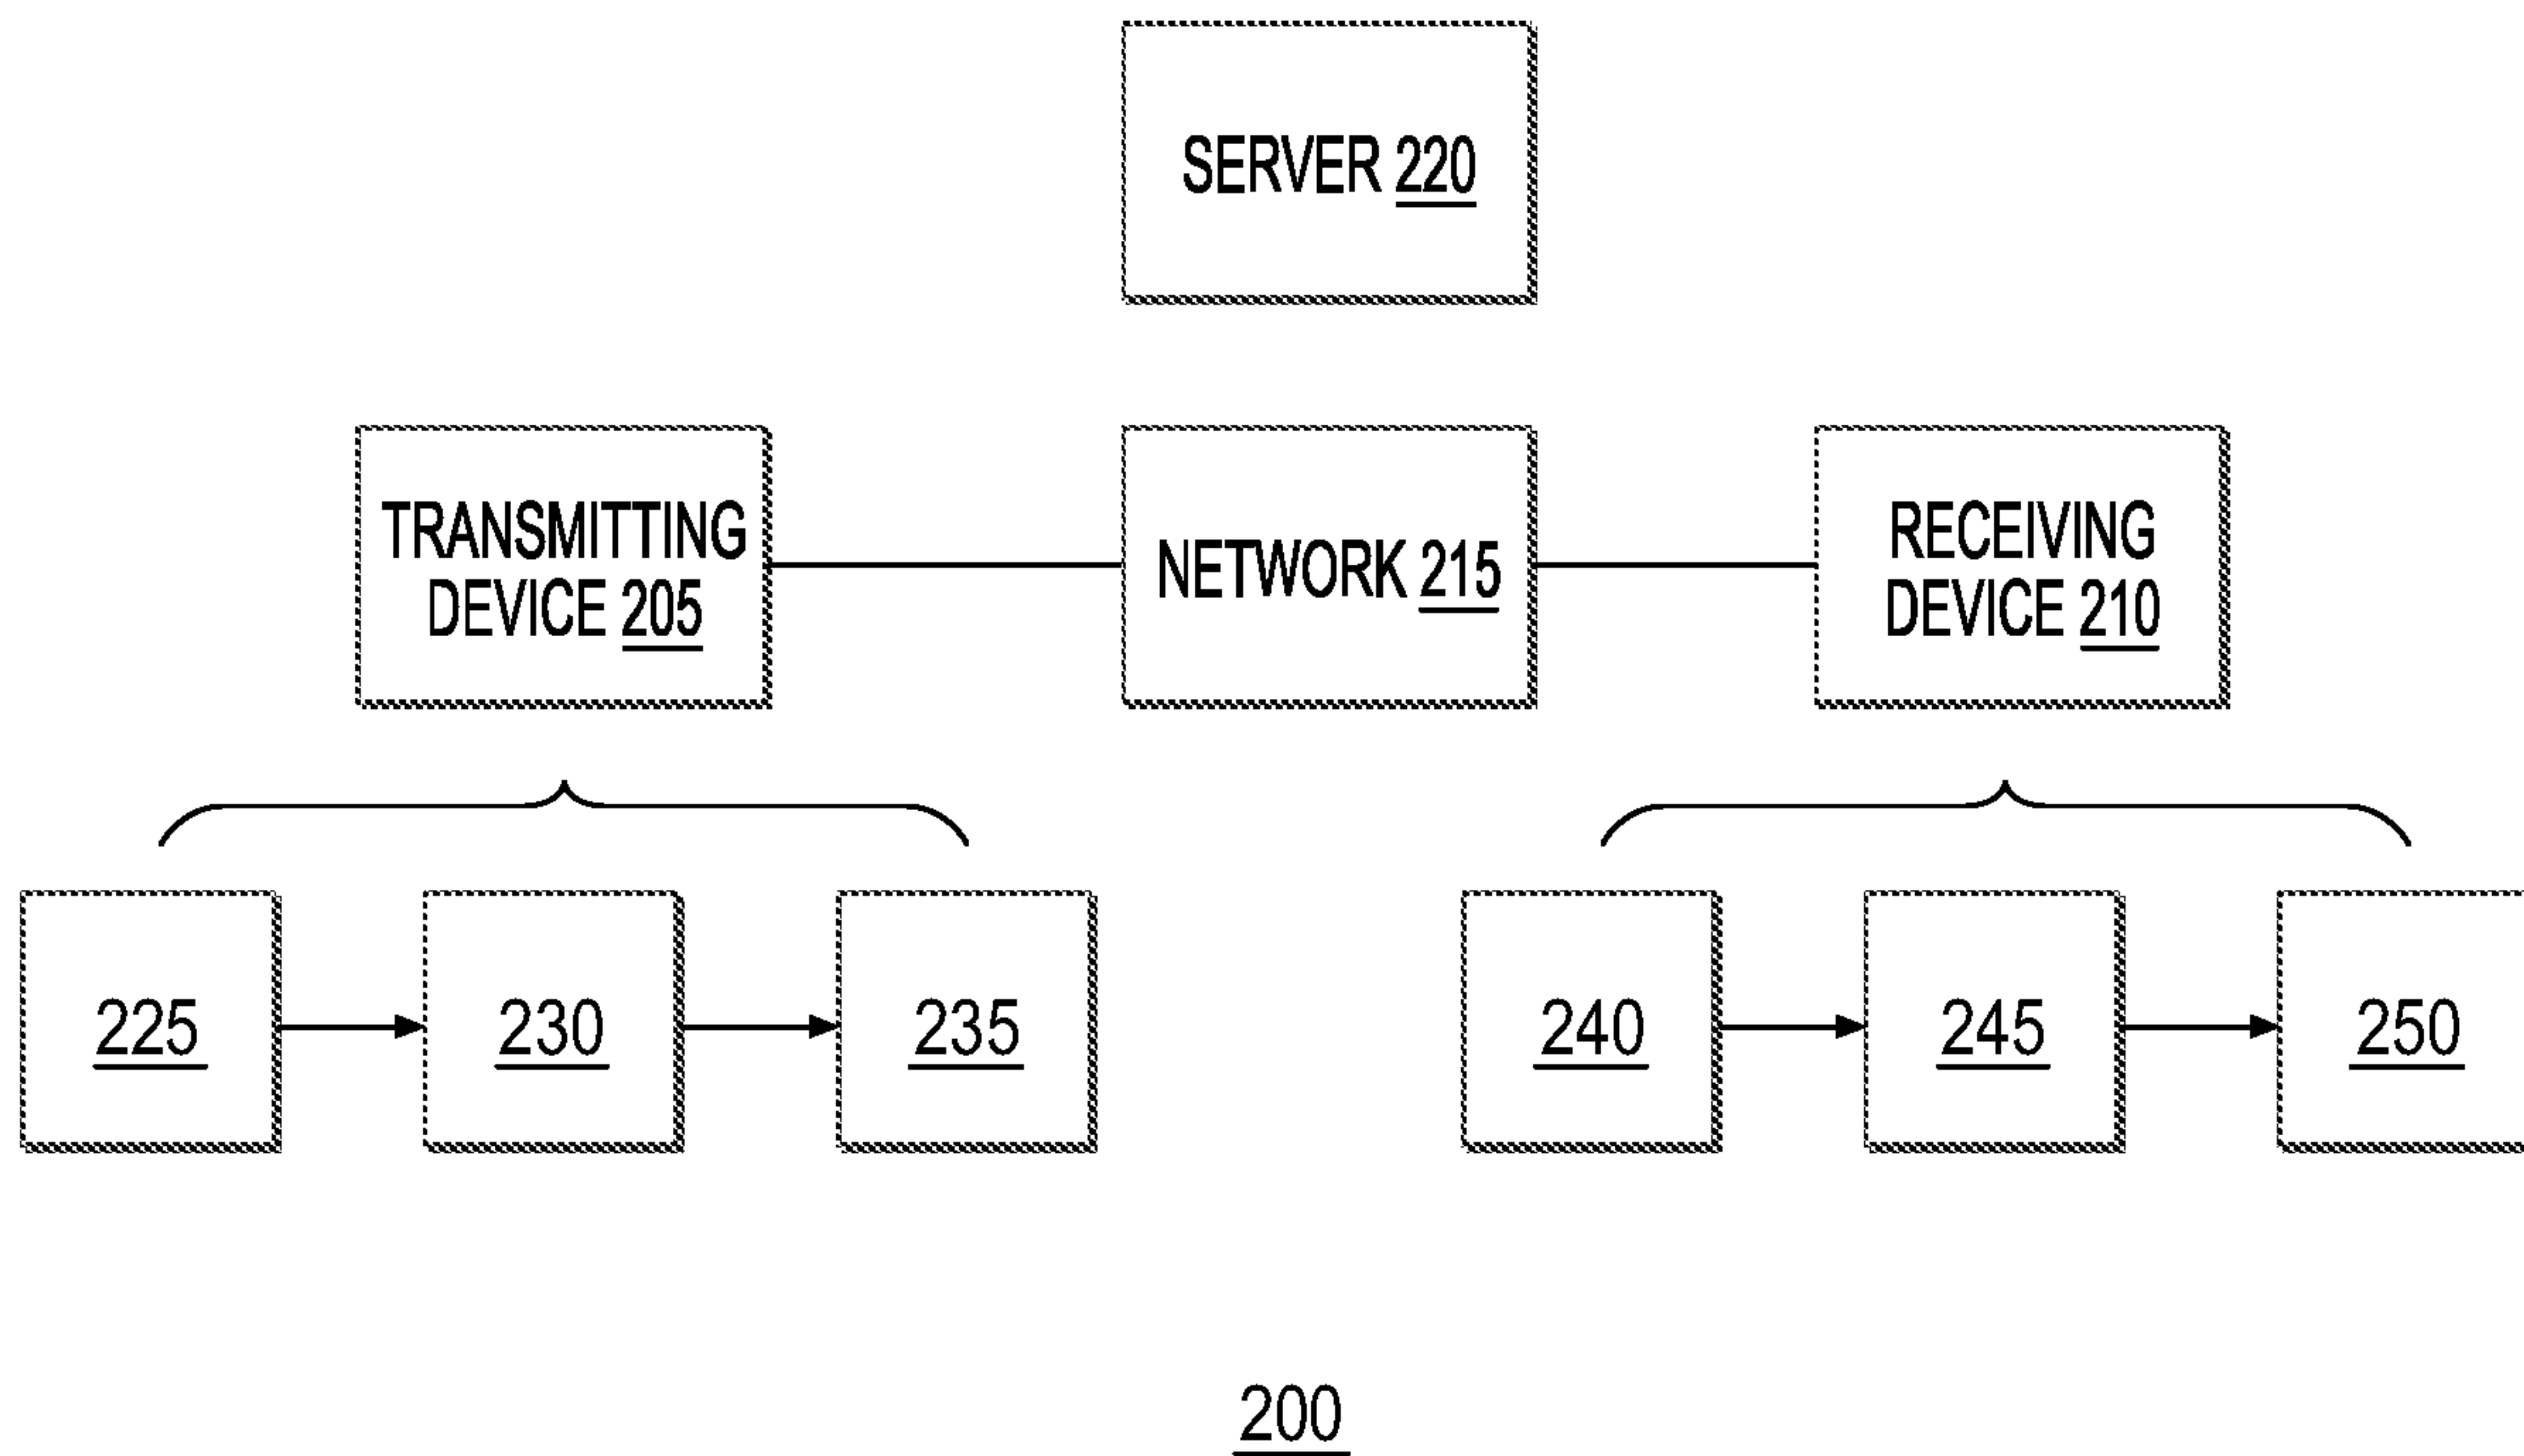 SERVER 220
TRANSMITTING
DEVICE 205
NETWORK 215
RECEIVING
DEVICE 210
225
230
235
240
245
250
200